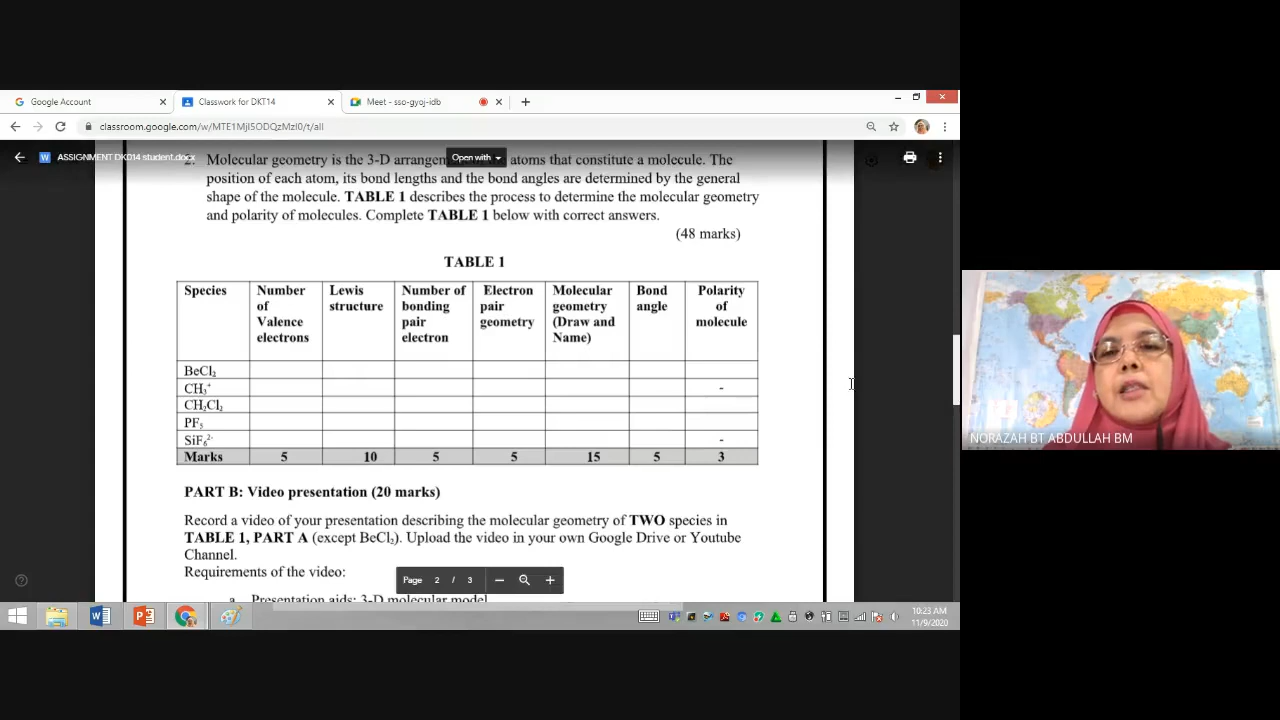 Google Account
Classwork for DKT14
Meet - sso-gyoj-idb
classroom.google.com/w/MTE1MjI5ODQzMzI0/t/all
ASSIGNMENT DK014 student.docx
Open with
2. Molecular geometry is the 3-D arrangem atoms that constitute a molecule. The
position of each atom, its bond lengths and the bond angles are determined by the general
shape of the molecule. TABLE 1 describes the process to determine the molecular geometry
and polarity of molecules. Complete TABLE 1 below with correct answers.
(48 marks)
TABLE 1
Species Number of Valence electrons Lewis structure Number of bonding pair electron Electron pair geometry Molecular geometry (Draw and Name) Bond angle Polarity of molecule
BeCl₂
CH₃⁺ -
CH₂Cl₂
PF₅
SiF₆²⁻ -
Marks 5 10 5 5 15 5 3
PART B: Video presentation (20 marks)
Record a video of your presentation describing the molecular geometry of TWO species in
TABLE 1, PART A (except BeCl₂). Upload the video in your own Google Drive or Youtube
Channel.
Requirements of the video:
a. Presentation aids: 3-D molecular model
Page 2 / 3
10:23 AM
11/9/2020
NORAZAH BT ABDULLAH BM